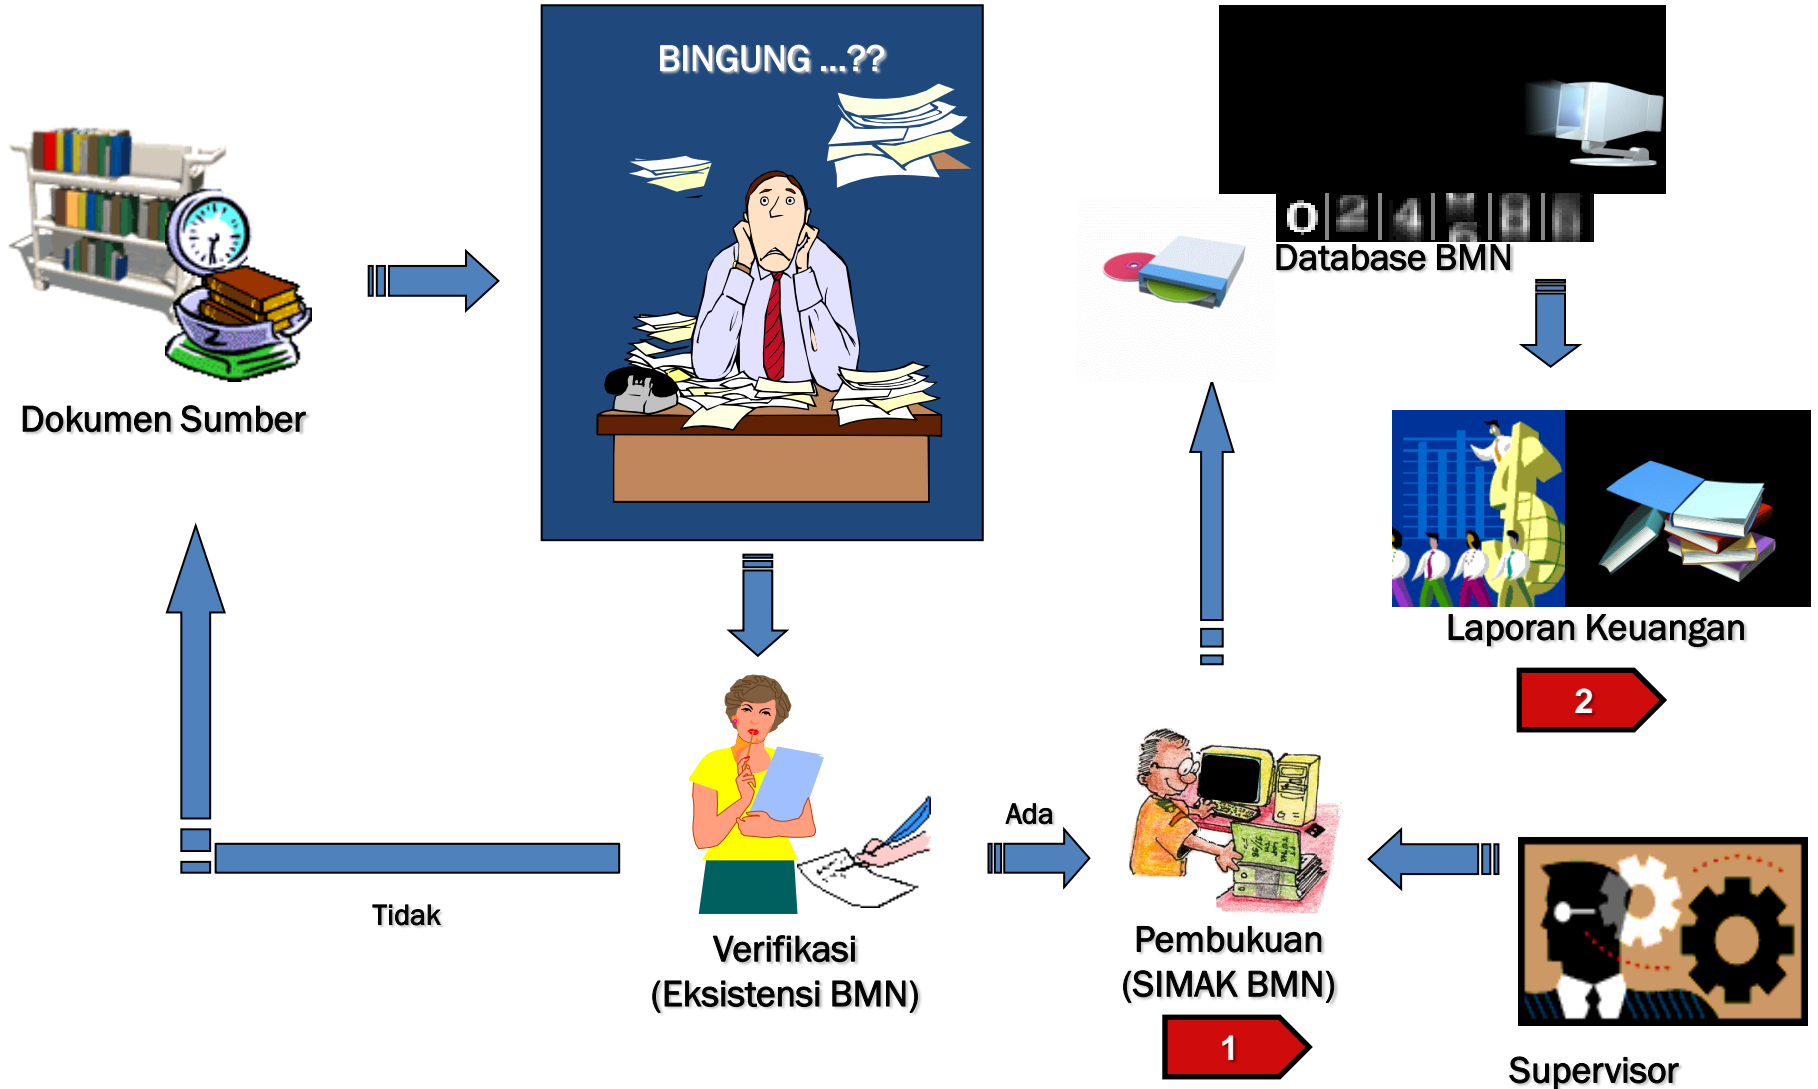 BINGUNG ...??
Database BMN
Dokumen Sumber
Laporan Keuangan
2
Ada
Tidak
Verifikasi
(Eksistensi BMN)
Pembukuan
(SIMAK BMN)
1
Supervisor